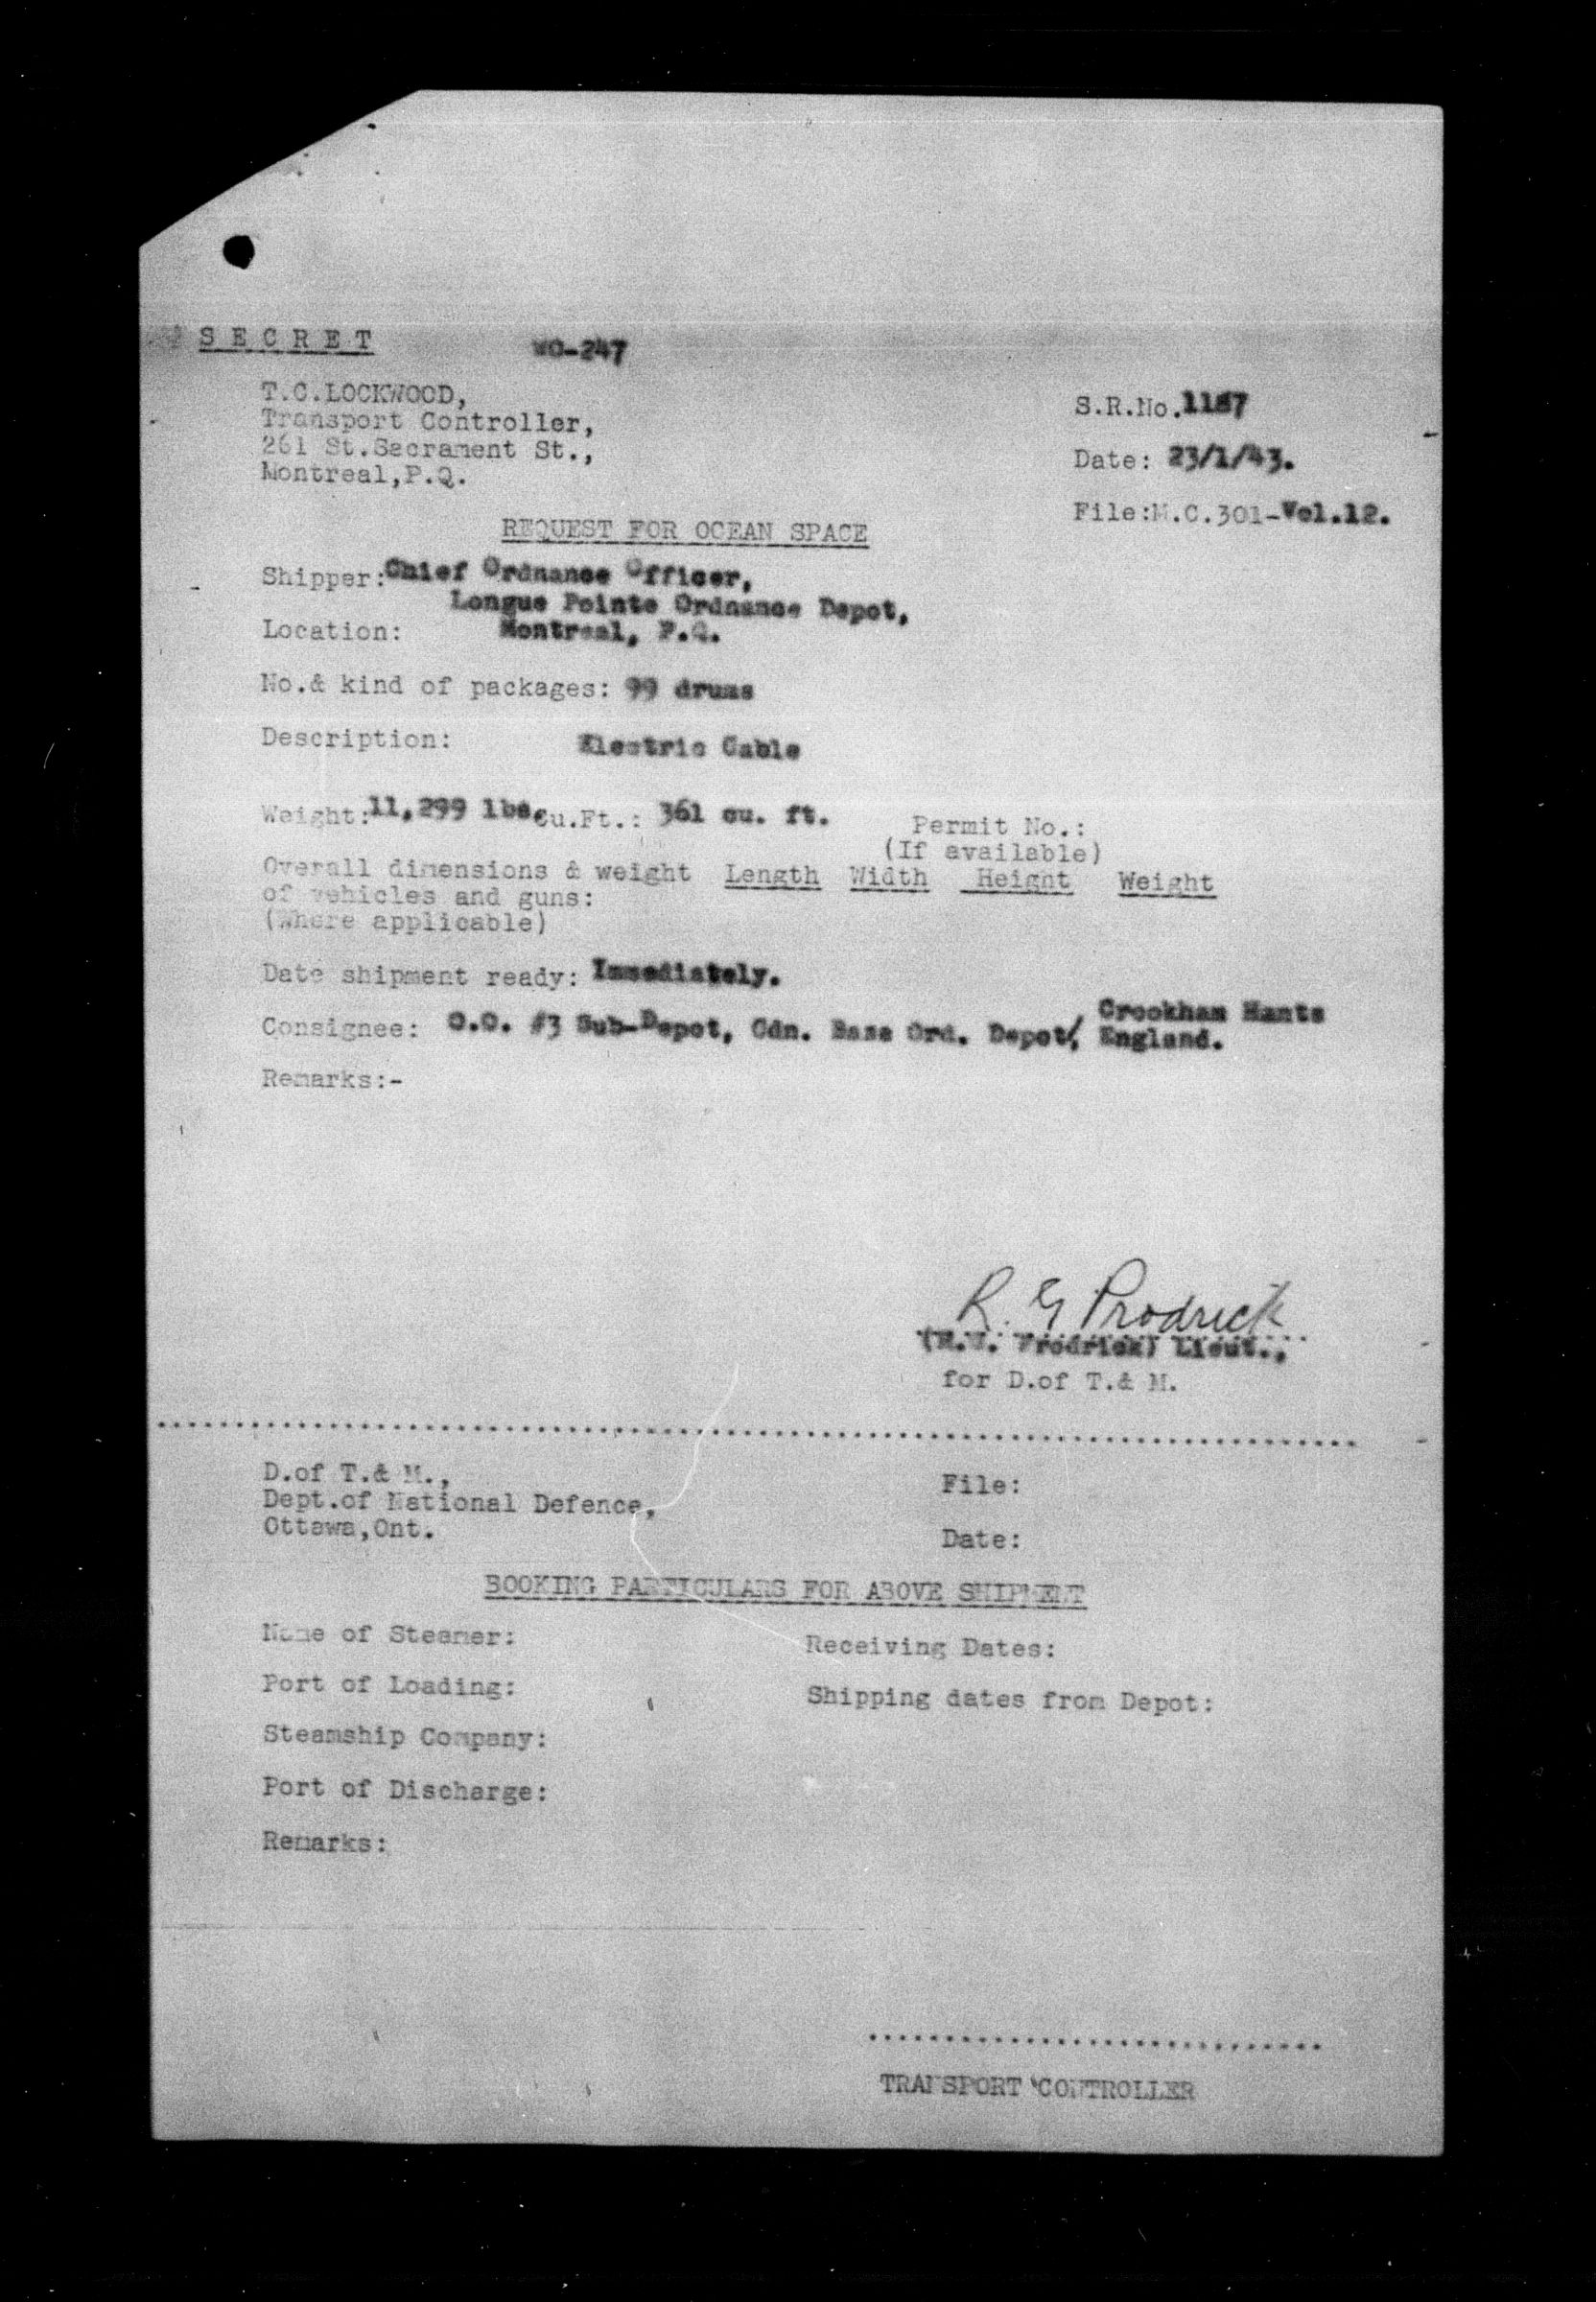 SECRET
WO-247
T.C.LOCKWOOD,
Transport Controller,
261 St.Sacrament St.,
Montreal,P.Q.
S.R.No.
Date: 23/1/43.
File:M.C.301-Vol.12.
REQUEST FOR OCEAN SPACE
Shipper:Chief Ordnance Officer,
Longue Pointe Ordnance Depot,
Location: Montreal, P.Q.
No.& kind of packages: 99 drums
Description: Electric Cable
Weight:11,299 lbs. Cu.Ft.: 361 cu. ft.
Permit No.:
(If available)
Overall dimensions & weight Length Width Height Weight
of vehicles and guns:
(Where applicable)
Date shipment ready: Immediately.
Consignee: O.O. #3 Sub-Depot, Cdn. Base Ord. Depot, Crookham Hants
England.
Remarks:-
R. G Prodrick
Prodrick) Lieut.,
for D.of T.& M.
D.of T.& M.,
Dept.of National Defence,
Ottawa,Ont.
File:
Date:
BOOKING PARTICULARS FOR ABOVE SHIPMENT
Name of Steamer:
Receiving Dates:
Port of Loading:
Shipping dates from Depot:
Steamship Company:
Port of Discharge:
Remarks:
TRANSPORT CONTROLLER